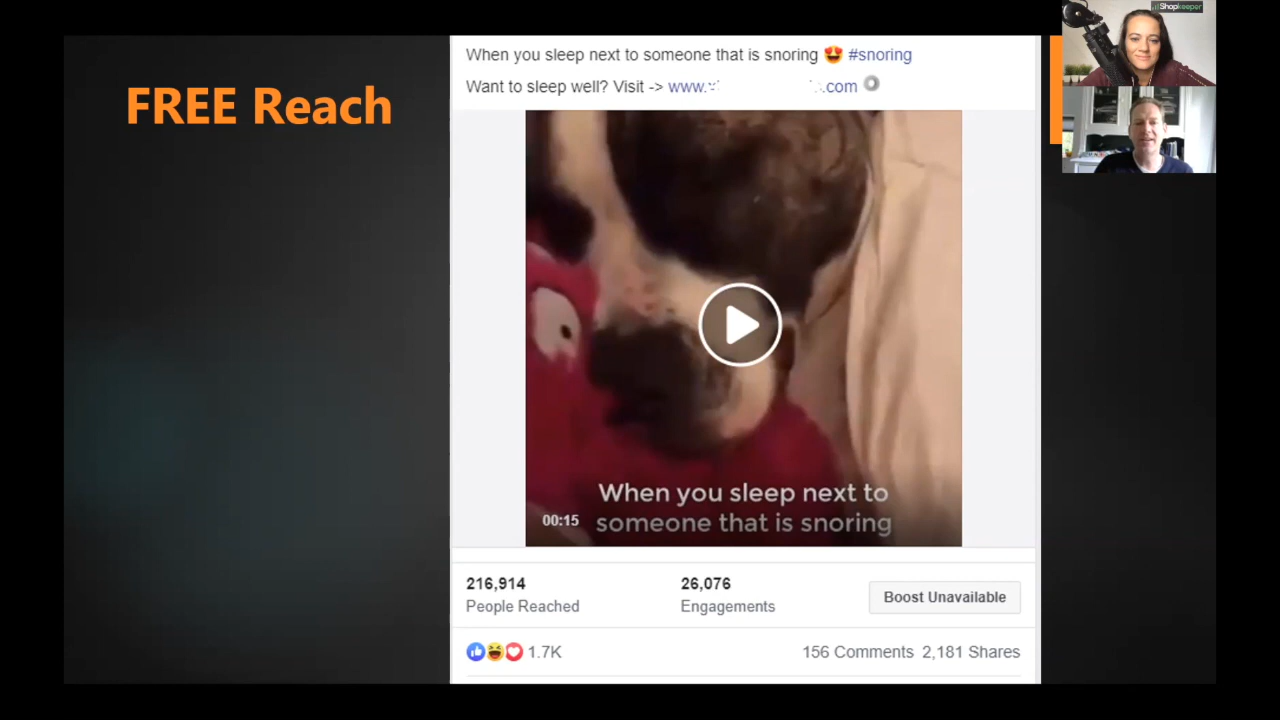 FREE Reach
When you sleep next to someone that is snoring 😍 #snoring
Want to sleep well? Visit -> www. .com
When you sleep next to
someone that is snoring
00:15
216,914
People Reached
26,076
Engagements
Boost Unavailable
1.7K
156 Comments 2,181 Shares
Shopkeeper